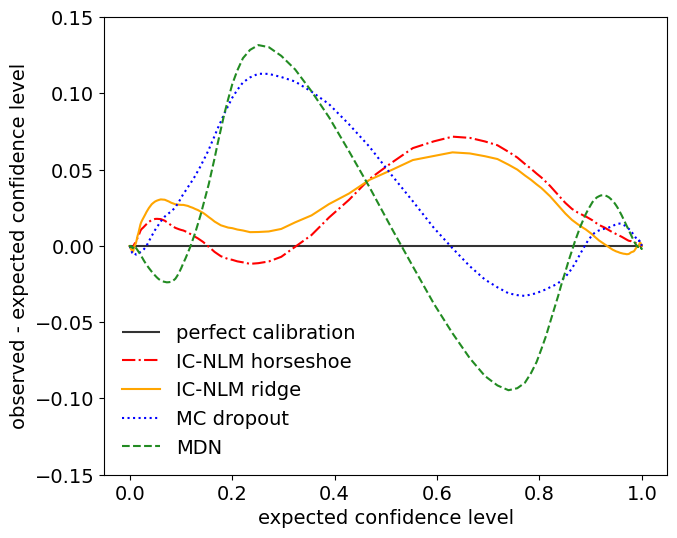 0.15
0.10
0.05
0.00
−0.05
−0.10
−0.15
observed - expected confidence level
perfect calibration
IC-NLM horseshoe
IC-NLM ridge
MC dropout
MDN
0.0 0.2 0.4 0.6 0.8 1.0
expected confidence level